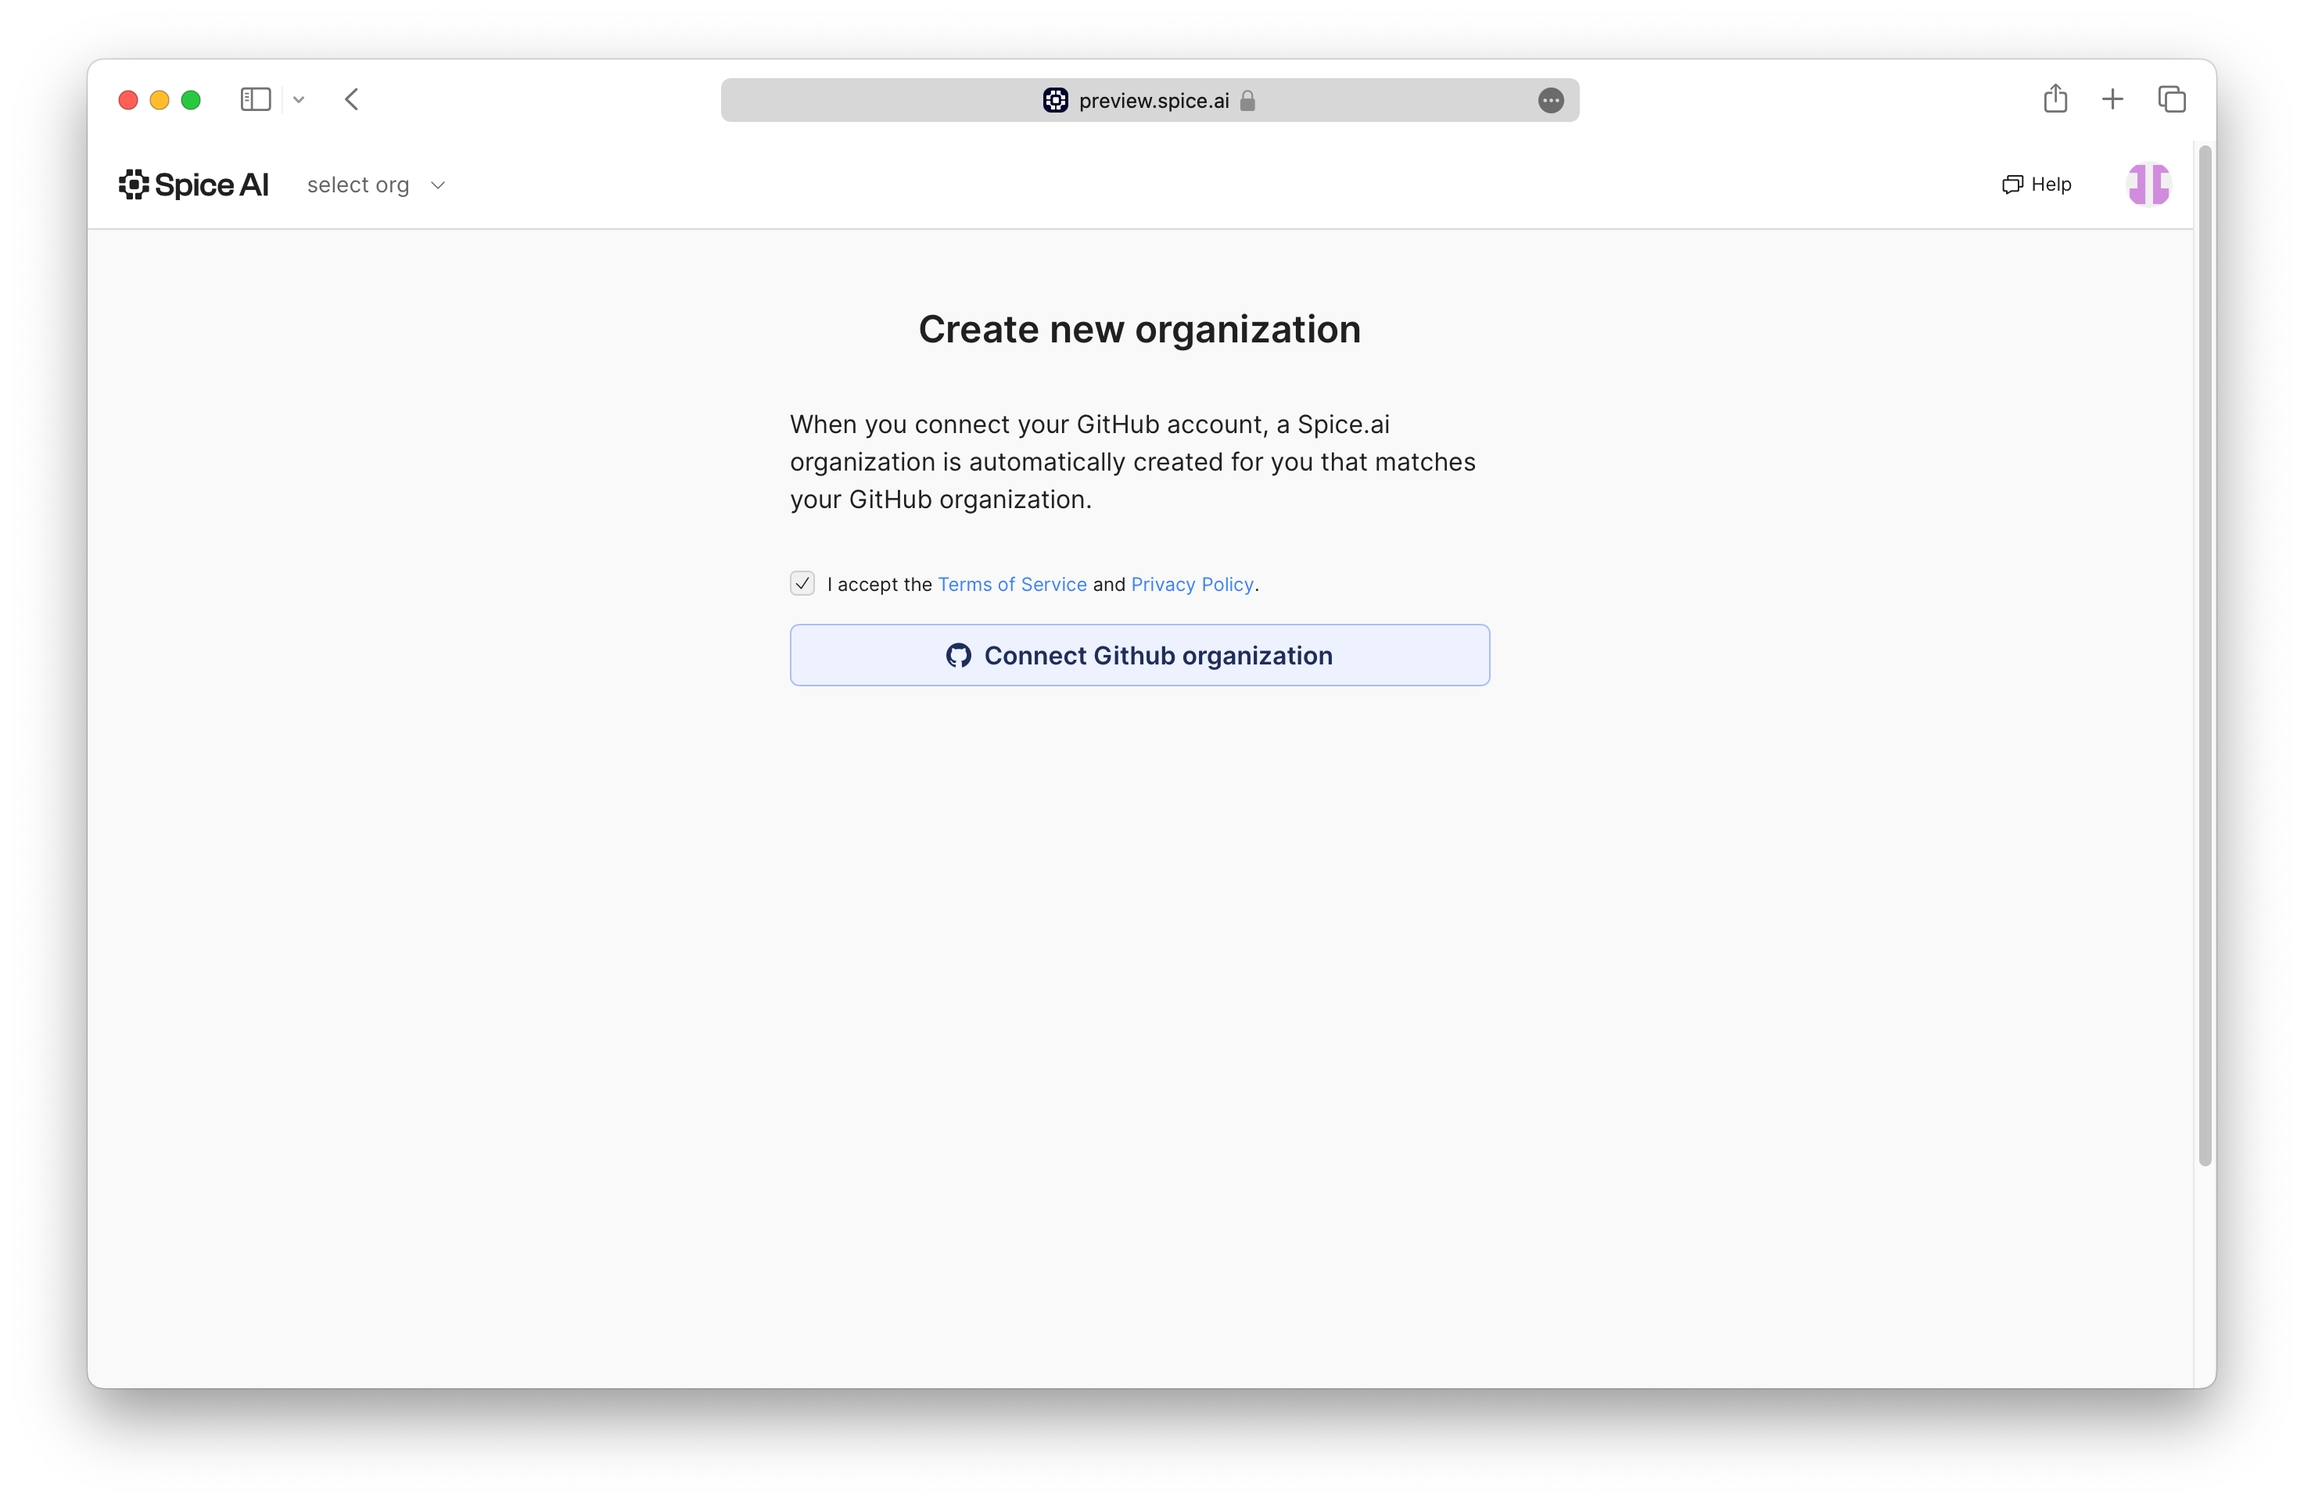 preview.spice.ai
Spice AI
select org
Help
Create new organization
When you connect your GitHub account, a Spice.ai
organization is automatically created for you that matches
your GitHub organization.
I accept the Terms of Service and Privacy Policy.
Connect Github organization